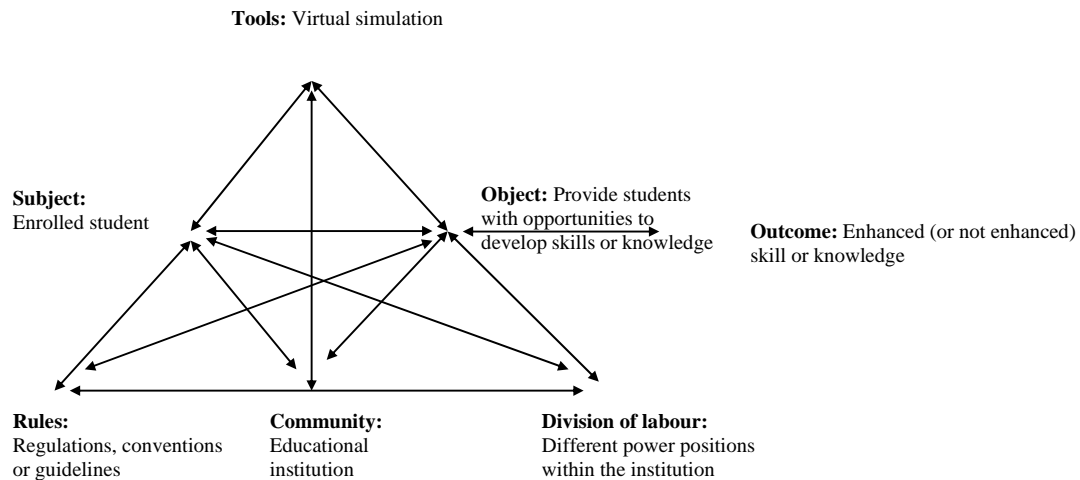 Tools: Virtual simulation
Subject:
Enrolled student
Object: Provide students
with opportunities to
develop skills or knowledge
Outcome: Enhanced (or not enhanced)
skill or knowledge
Rules:
Regulations, conventions
or guidelines
Community:
Educational
institution
Division of labour:
Different power positions
within the institution